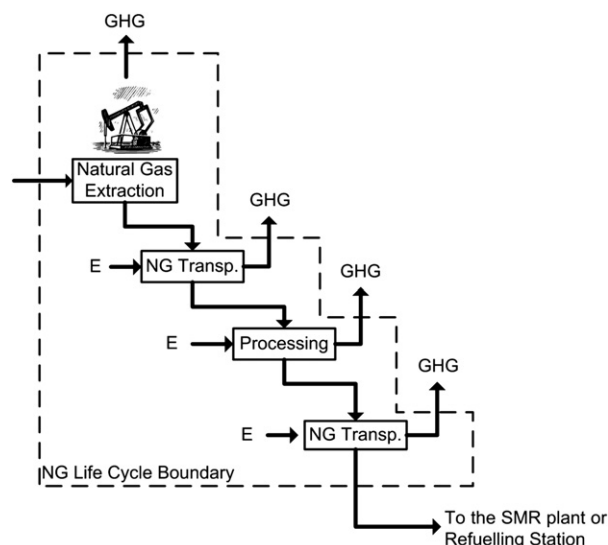 GHG
Natural Gas
Extraction
GHG
E
NG Transp.
GHG
E
Processing
GHG
E
NG Transp.
NG Life Cycle Boundary
To the SMR plant or
Refuelling Station